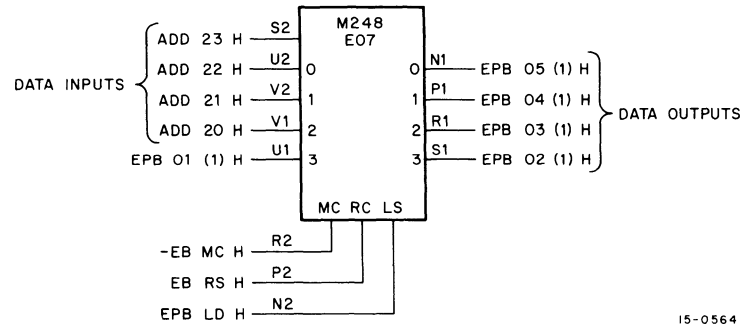 M248
E07
ADD 23 H S2
ADD 22 H U2 0 0 N1 EPB 05 (1) H
DATA INPUTS
ADD 21 H V2 1 1 P1 EPB 04 (1) H
DATA OUTPUTS
ADD 20 H V1 2 2 R1 EPB 03 (1) H
EPB 01 (1) H U1 3 3 S1 EPB 02 (1) H
MC RC LS
-EB MC H R2
EB RS H P2
EPB LD H N2
15-0564